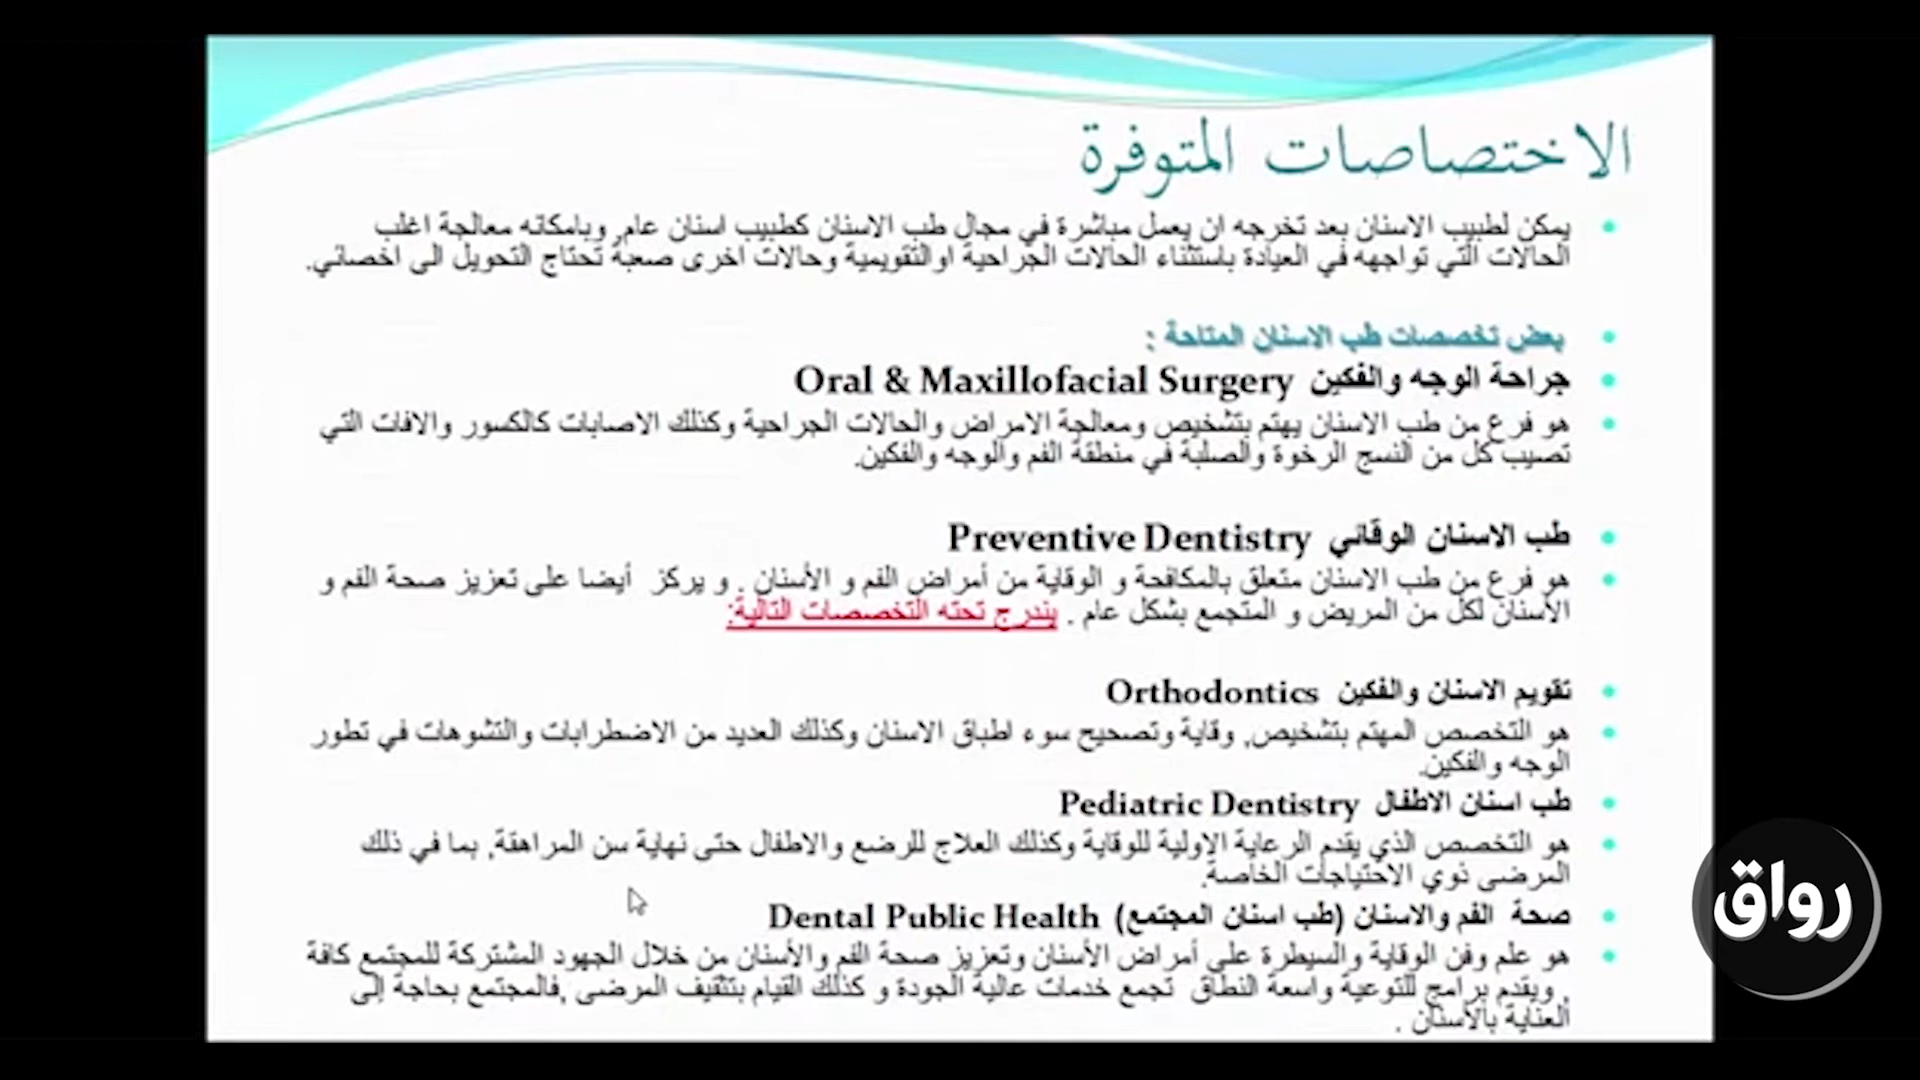 الاختصاصات المتوفرة
يمكن لطبيب الاسنان بعد تخرجه ان يعمل مباشرة في مجال طب الاسنان كطبيب اسنان عام, وبامكانه معالجة اغلب
الحالات التي تواجهه في العيادة باستثناء الحالات الجراحية اوالتقويمية وحالات اخرى صعبة تحتاج التحويل الى اخصائي.
بعض تخصصات طب الاسنان المتاحة :
جراحة الوجه والفكين Oral & Maxillofacial Surgery
هو فرع من طب الاسنان يهتم بتشخيص ومعالجة الامراض والحالات الجراحية وكذلك الاصابات كالكسور والافات التي
تصيب كل من النسج الرخوة والصلبة في منطقة الفم والوجه والفكين.
طب الاسنان الوقائي Preventive Dentistry
هو فرع من طب الاسنان متعلق بالمكافحة و الوقاية من أمراض الفم و الأسنان . و يركز أيضا على تعزيز صحة الفم و
الأسنان لكل من المريض و المتجمع بشكل عام . يندرج تحته التخصصات التالية:
تقويم الاسنان والفكين Orthodontics
هو التخصص المهتم بتشخيص, وقاية وتصحيح سوء اطباق الاسنان وكذلك العديد من الاضطرابات والتشوهات في تطور
الوجه والفكين.
طب اسنان الاطفال Pediatric Dentistry
هو التخصص الذي يقدم الرعاية الاولية للوقاية وكذلك العلاج للرضع والاطفال حتى نهاية سن المراهقة, بما في ذلك
المرضى ذوي الاحتياجات الخاصة.
صحة الفم والاسنان (طب اسنان المجتمع) Dental Public Health
هو علم وفن الوقاية والسيطرة على أمراض الأسنان وتعزيز صحة الفم والأسنان من خلال الجهود المشتركة للمجتمع كافة
, ويقدم برامج للتوعية واسعة النطاق تجمع خدمات عالية الجودة و كذلك القيام بتثقيف المرضى ,فالمجتمع بحاجة إلى
العناية بالأسنان .
رواق